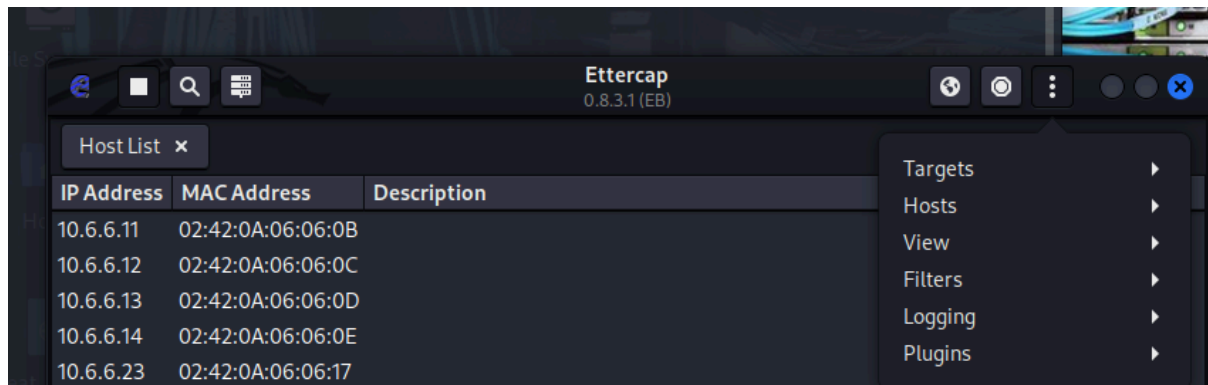 Ettercap
0.8.3.1 (EB)
Host List ×
IP Address MAC Address Description
10.6.6.11 02:42:0A:06:06:0B
10.6.6.12 02:42:0A:06:06:0C
10.6.6.13 02:42:0A:06:06:0D
10.6.6.14 02:42:0A:06:06:0E
10.6.6.23 02:42:0A:06:06:17
Targets
Hosts
View
Filters
Logging
Plugins